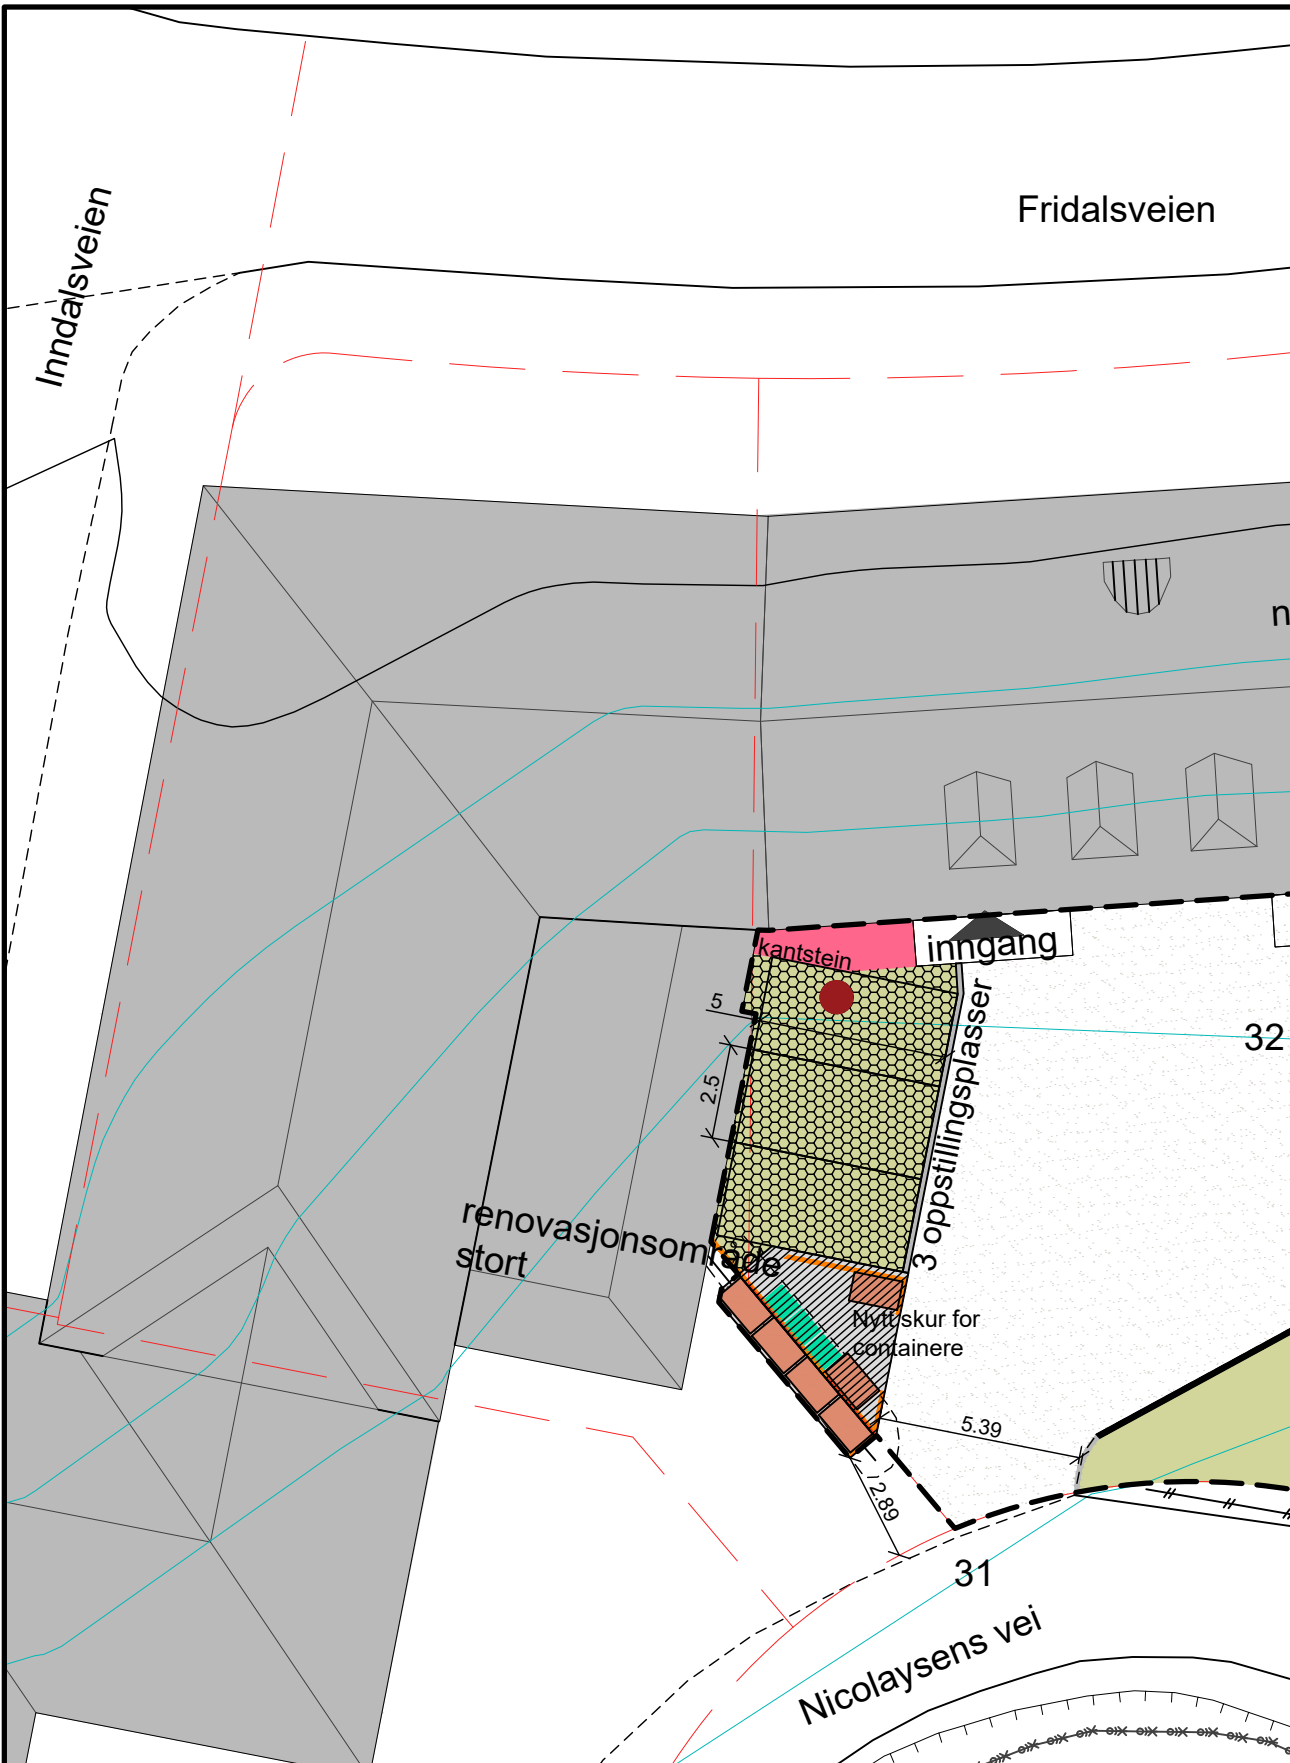 Fridalsveien
Inndalsveien
n
inngang
kantstein
5
32
2.5
3 oppstillingsplasser
renovasjonsområde
stort
Nytt skur for
containere
5.39
2.89
31
Nicolaysens vei